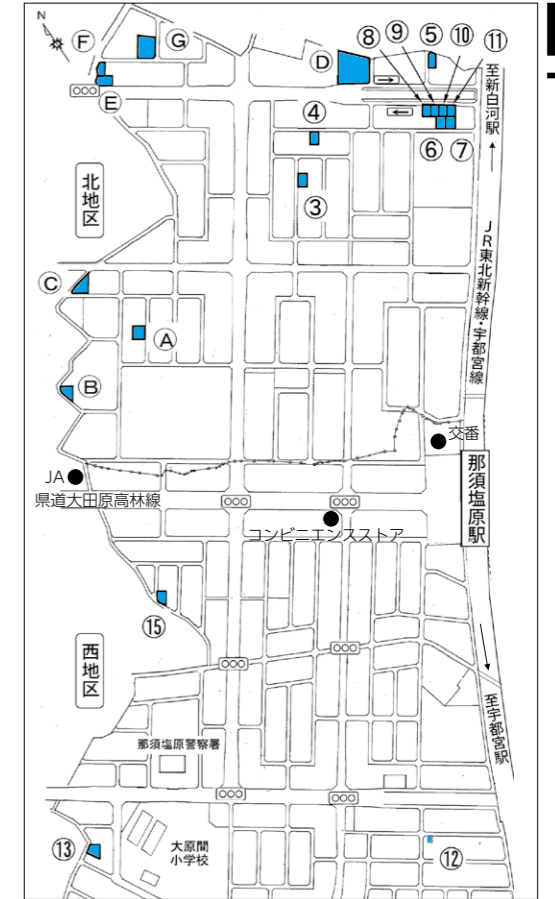 N
Ⓕ
Ⓖ
Ⓓ
⑤
⑧
⑨
⑩
⑪
Ⓔ
④
至新白河駅
⑥
⑦
③
北地区
JR東北新幹線・宇都宮線
Ⓒ
Ⓐ
Ⓑ
交番
JA
県道大田原高林線
那須塩原駅
コンビニエンスストア
⑮
西地区
至宇都宮駅
那須塩原警察署
⑬
大原間
小学校
⑫